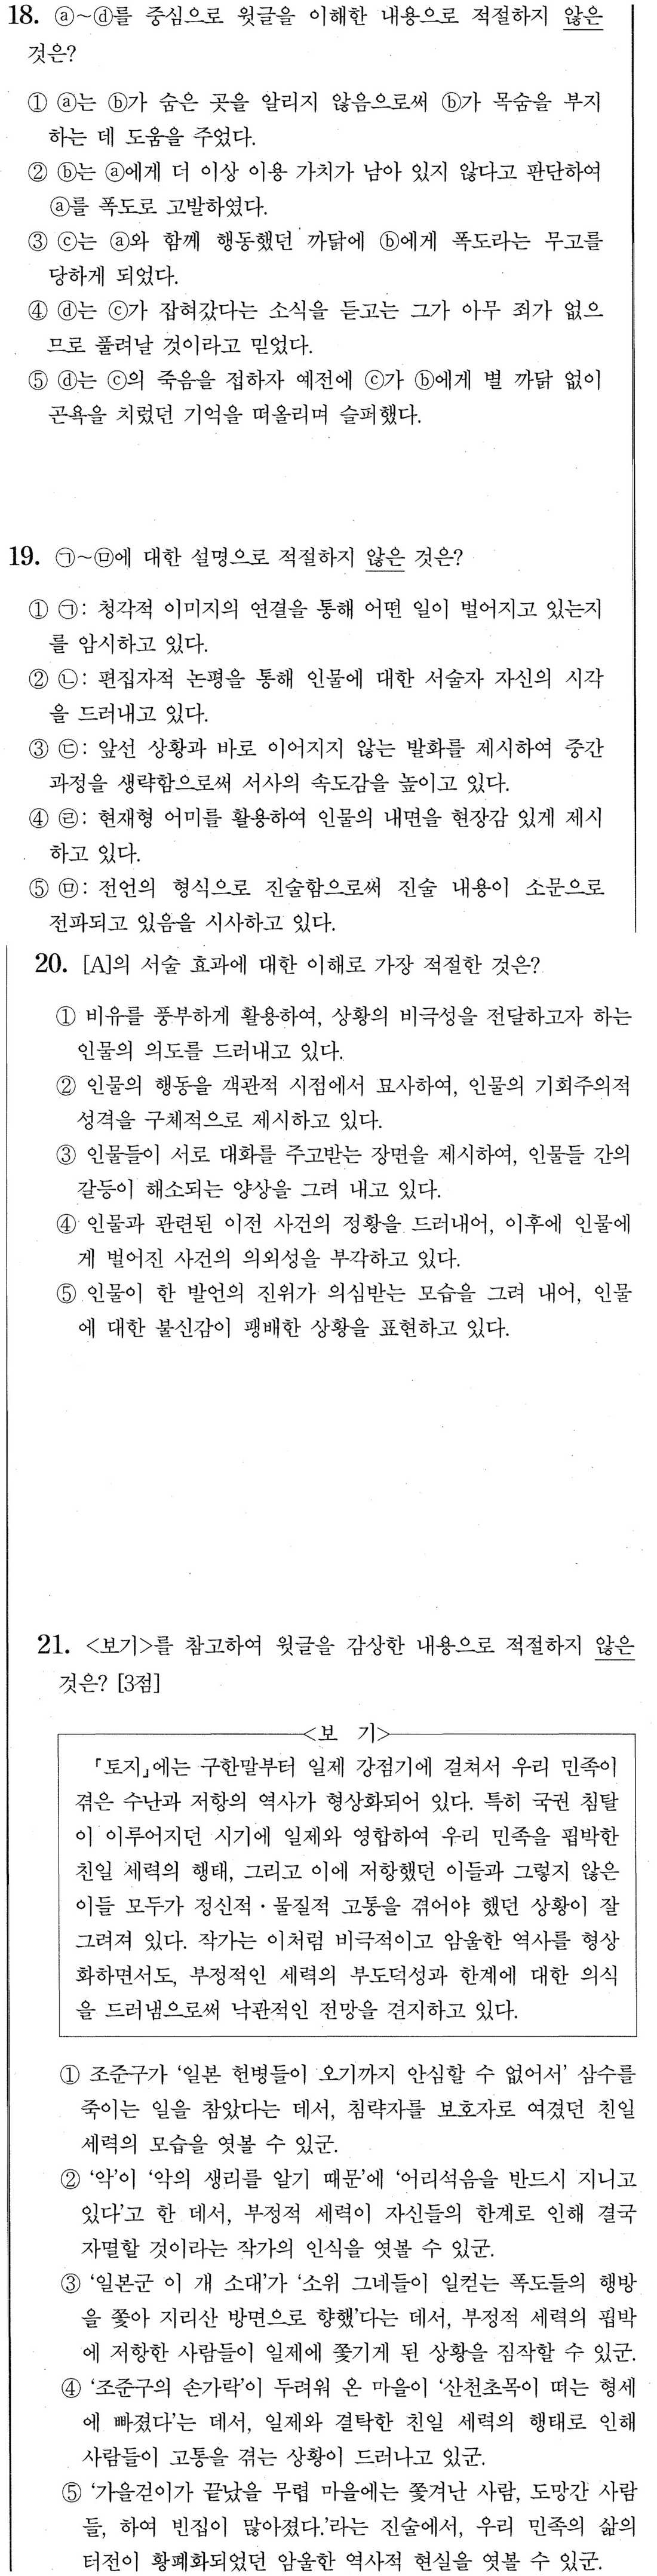 18. ⓐ~ⓓ를 중심으로 윗글을 이해한 내용으로 적절하지 않은
것은?
① ⓐ는 ⓑ가 숨은 곳을 알리지 않음으로써 ⓑ가 목숨을 부지
하는 데 도움을 주었다.
② ⓑ는 ⓐ에게 더 이상 이용 가치가 남아 있지 않다고 판단하여
ⓐ를 폭도로 고발하였다.
③ ⓒ는 ⓐ와 함께 행동했던 까닭에 ⓑ에게 폭도라는 무고를
당하게 되었다.
④ ⓓ는 ⓒ가 잡혀갔다는 소식을 듣고는 그가 아무 죄가 없으
므로 풀려날 것이라고 믿었다.
⑤ ⓓ는 ⓒ의 죽음을 접하자 예전에 ⓒ가 ⓑ에게 별 까닭 없이
곤욕을 치렀던 기억을 떠올리며 슬퍼했다.
19. ㉠~㉤에 대한 설명으로 적절하지 않은 것은?
① ㉠: 청각적 이미지의 연결을 통해 어떤 일이 벌어지고 있는지
를 암시하고 있다.
② ㉡: 편집자적 논평을 통해 인물에 대한 서술자 자신의 시각
을 드러내고 있다.
③ ㉢: 앞선 상황과 바로 이어지지 않는 발화를 제시하여 중간
과정을 생략함으로써 서사의 속도감을 높이고 있다.
④ ㉣: 현재형 어미를 활용하여 인물의 내면을 현장감 있게 제시
하고 있다.
⑤ ㉤: 전언의 형식으로 진술함으로써 진술 내용이 소문으로
전파되고 있음을 시사하고 있다.
20. [A]의 서술 효과에 대한 이해로 가장 적절한 것은?
① 비유를 풍부하게 활용하여, 상황의 비극성을 전달하고자 하는
인물의 의도를 드러내고 있다.
② 인물의 행동을 객관적 시점에서 묘사하여, 인물의 기회주의적
성격을 구체적으로 제시하고 있다.
③ 인물들이 서로 대화를 주고받는 장면을 제시하여, 인물들 간의
갈등이 해소되는 양상을 그려 내고 있다.
④ 인물과 관련된 이전 사건의 정황을 드러내어, 이후에 인물에
게 벌어진 사건의 의외성을 부각하고 있다.
⑤ 인물이 한 발언의 진위가 의심받는 모습을 그려 내어, 인물
에 대한 불신감이 팽배한 상황을 표현하고 있다.
21. <보기>를 참고하여 윗글을 감상한 내용으로 적절하지 않은
것은? [3점]
<보 기>
「토지」에는 구한말부터 일제 강점기에 걸쳐서 우리 민족이
겪은 수난과 저항의 역사가 형상화되어 있다. 특히 국권 침탈
이 이루어지던 시기에 일제와 영합하여 우리 민족을 핍박한
친일 세력의 행태, 그리고 이에 저항했던 이들과 그렇지 않은
이들 모두가 정신적·물질적 고통을 겪어야 했던 상황이 잘
그려져 있다. 작가는 이처럼 비극적이고 암울한 역사를 형상
화하면서도, 부정적인 세력의 부도덕성과 한계에 대한 의식
을 드러냄으로써 낙관적인 전망을 견지하고 있다.
① 조준구가 '일본 헌병들이 오기까지 안심할 수 없어서' 삼수를
죽이는 일을 참았다는 데서, 침략자를 보호자로 여겼던 친일
세력의 모습을 엿볼 수 있군.
② '악'이 '악의 생리를 알기 때문'에 '어리석음을 반드시 지니고
있다'고 한 데서, 부정적 세력이 자신들의 한계로 인해 결국
자멸할 것이라는 작가의 인식을 엿볼 수 있군.
③ '일본군 이 개 소대'가 '소위 그네들이 일컫는 폭도들의 행방
을 쫓아 지리산 방면으로 향했'다는 데서, 부정적 세력의 핍박
에 저항한 사람들이 일제에 쫓기게 된 상황을 짐작할 수 있군.
④ '조준구의 손가락'이 두려워 온 마을이 '산천초목이 떠는 형세
에 빠졌다'는 데서, 일제와 결탁한 친일 세력의 행태로 인해
사람들이 고통을 겪는 상황이 드러나고 있군.
⑤ '가을걷이가 끝났을 무렵 마을에는 쫓겨난 사람, 도망간 사람
들, 하여 빈집이 많아졌다.'라는 진술에서, 우리 민족의 삶의
터전이 황폐화되었던 암울한 역사적 현실을 엿볼 수 있군.